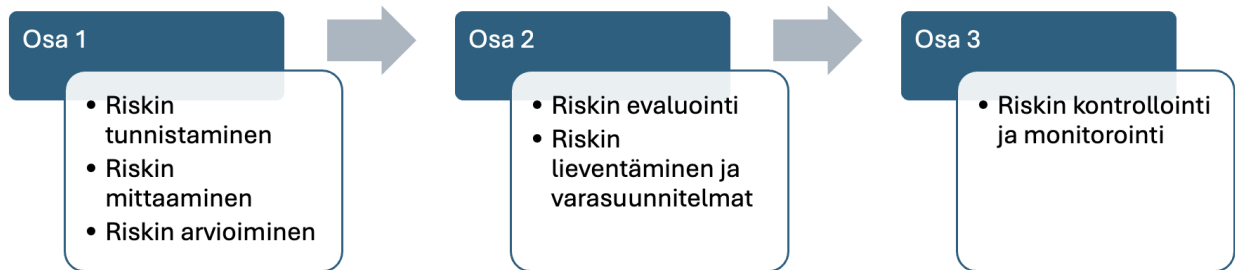 Osa 1
• Riskin
tunnistaminen
• Riskin
mittaaminen
• Riskin arvioiminen
Osa 2
• Riskin evaluointi
• Riskin
lieventäminen ja
varasuunnitelmat
Osa 3
• Riskin kontrollointi
ja monitorointi